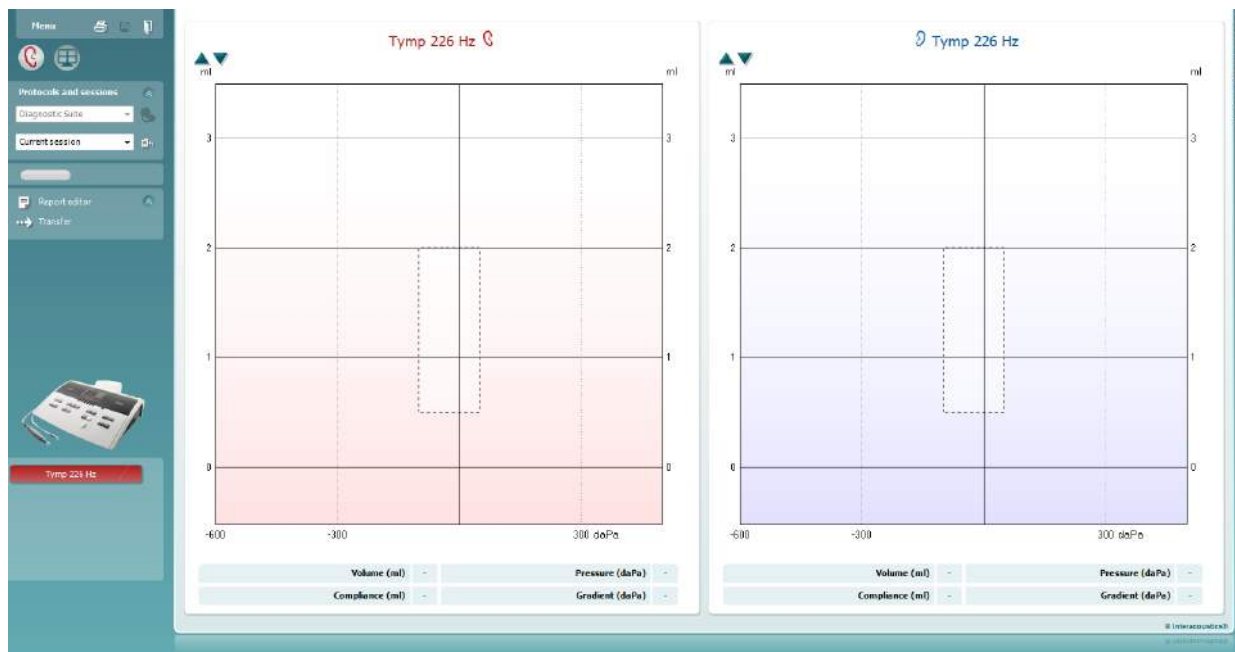 Menu
Protocols and sessions
Diagnostic Suite
Current session
Report editor
Transfer
Tymp 226 Hz
Tymp 226 Hz
ml
ml
3
3
2
2
1
1
0
0
-600
-300
300 daPa
Volume (ml) -
Pressure (daPa) -
Compliance (ml) -
Gradient (daPa) -
Tymp 226 Hz
ml
ml
3
3
2
2
1
1
0
0
-600
-300
300 daPa
Volume (ml) -
Pressure (daPa) -
Compliance (ml) -
Gradient (daPa) -
© Interacoustics®